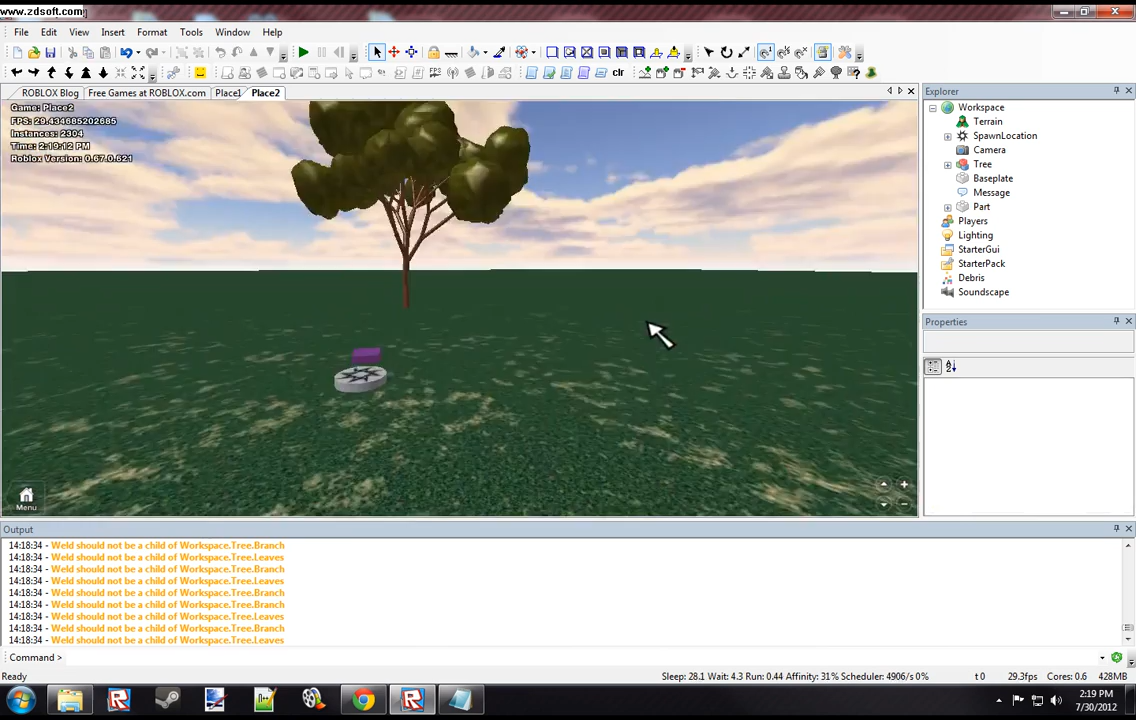 www.zdsoft.com
File Edit View Insert Format Tools Window Help
clr
ROBLOX Blog Free Games at ROBLOX.com Place1 Place2
Game: Place2
FPS: 29.434685202685
Instances: 2304
Time: 2:19:12 PM
Roblox Version: 0.67.0.621
Menu
Explorer
Workspace
Terrain
SpawnLocation
Camera
Tree
Baseplate
Message
Part
Players
Lighting
StarterGui
StarterPack
Debris
Soundscape
Properties
Output
14:18:34 - Weld should not be a child of Workspace.Tree.Branch
14:18:34 - Weld should not be a child of Workspace.Tree.Leaves
14:18:34 - Weld should not be a child of Workspace.Tree.Branch
14:18:34 - Weld should not be a child of Workspace.Tree.Leaves
14:18:34 - Weld should not be a child of Workspace.Tree.Branch
14:18:34 - Weld should not be a child of Workspace.Tree.Branch
14:18:34 - Weld should not be a child of Workspace.Tree.Leaves
14:18:34 - Weld should not be a child of Workspace.Tree.Branch
14:18:34 - Weld should not be a child of Workspace.Tree.Leaves
Command >
Ready Sleep: 28.1 Wait: 4.3 Run: 0.44 Affinity: 31% Scheduler: 4906/s 0% t 0 29.3fps Cores: 0.6 428MB
2:19 PM
7/30/2012